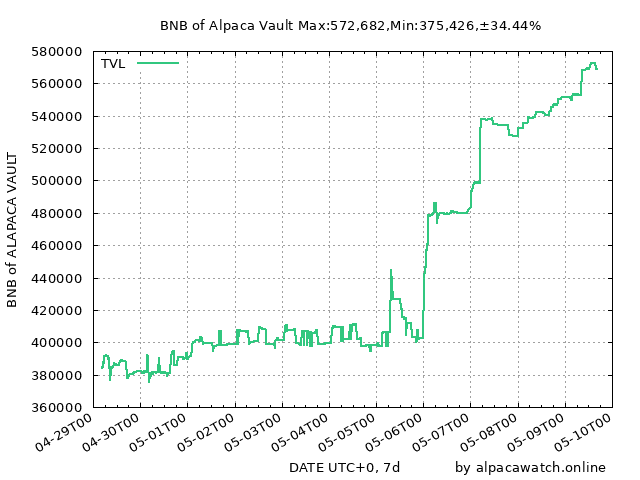 BNB of Alpaca Vault Max:572,682,Min:375,426,±34.44%
TVL
BNB of ALAPACA VAULT
580000
560000
540000
520000
500000
480000
460000
440000
420000
400000
380000
360000
04-29T00
04-30T00
05-01T00
05-02T00
05-03T00
05-04T00
05-05T00
05-06T00
05-07T00
05-08T00
05-09T00
05-10T00
DATE UTC+0, 7d
by alpacawatch.online